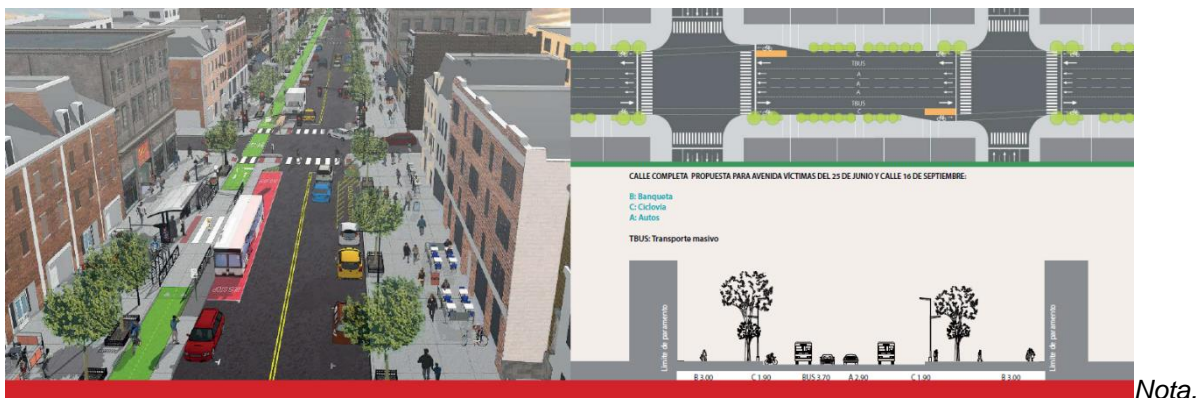 TBUS
A
A
A
TBUS
C
CALLE COMPLETA PROPUESTA PARA AVENIDA VÍCTIMAS DEL 25 DE JUNIO Y CALLE 16 DE SEPTIEMBRE:
B: Banqueta
C: Ciclovía
A: Autos
TBUS: Transporte masivo
Límite de paramento
Límite de paramento
B 3.00 C 1.90 BUS 3.70 A 2.90 C 1.90 B 3.00
Nota.